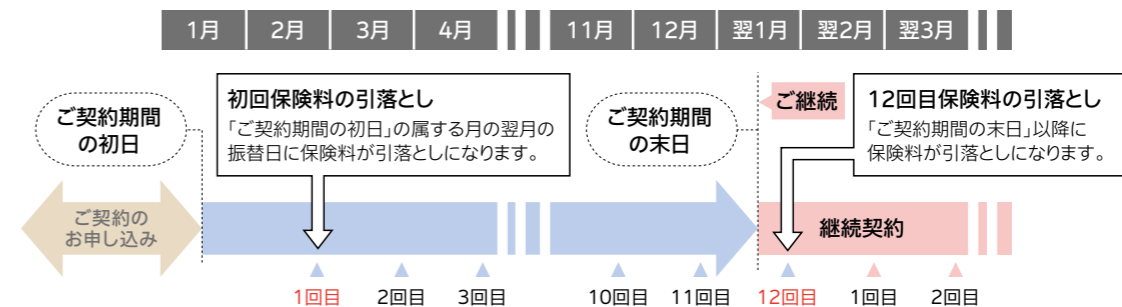 1月 2月 3月 4月 11月 12月 翌1月 翌2月 翌3月
ご契約期間
の初日
初回保険料の引落とし
「ご契約期間の初日」の属する月の翌月の
振替日に保険料が引落としになります。
ご契約期間
の末日
ご継続
12回目保険料の引落とし
「ご契約期間の末日」以降に
保険料が引落としになります。
ご契約の
お申し込み
継続契約
1回目 2回目 3回目 10回目 11回目 12回目 1回目 2回目